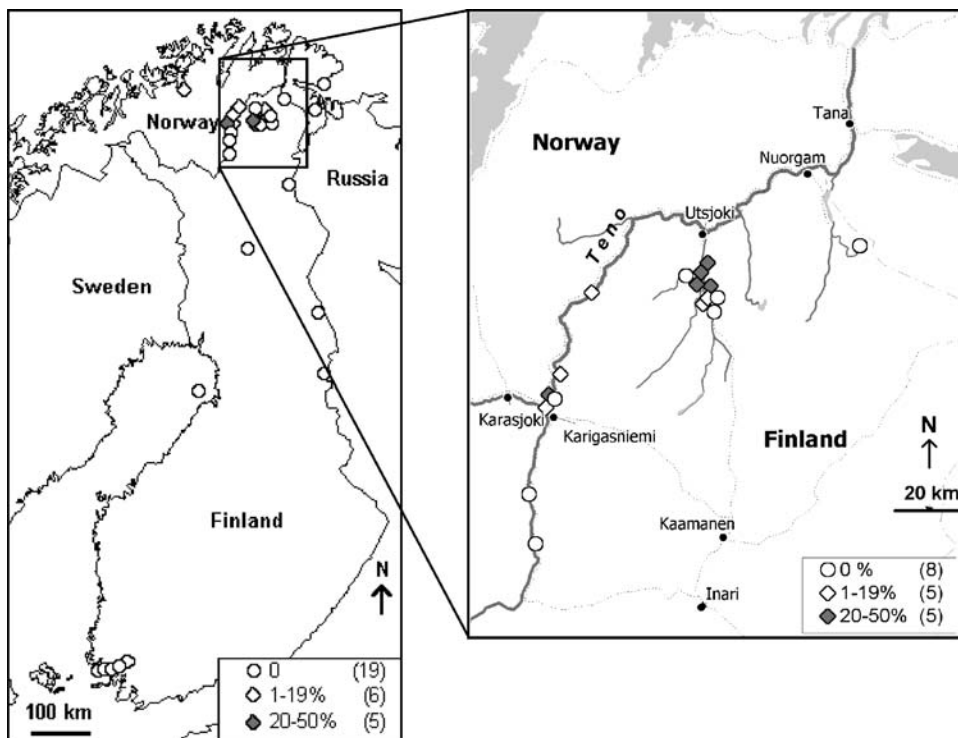 Norway
Russia
Sweden
Finland
N
100 km
0 (19)
1-19% (6)
20-50% (5)
Tana
Norway
Nuorgam
Utsjoki
Teno
Karasjoki
Karigasniemi
Finland
N
20 km
Kaamanen
Inari
0 % (8)
1-19% (5)
20-50% (5)